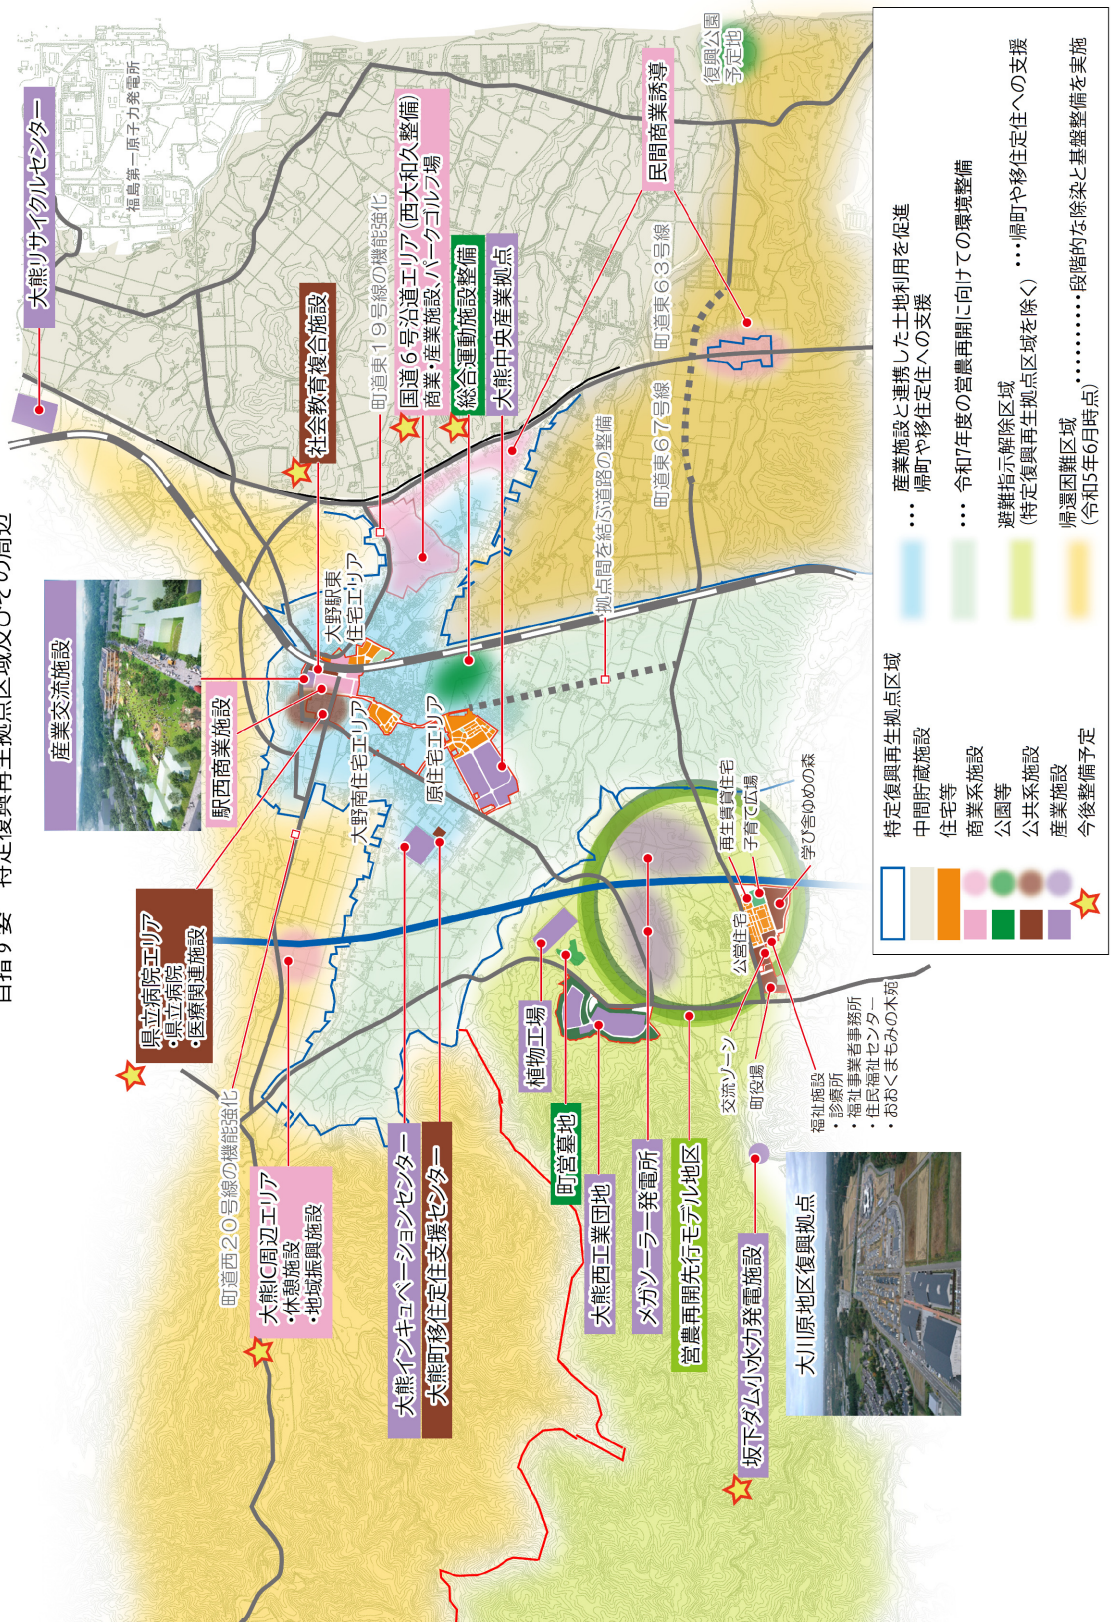 目指す姿 特定復興再生拠点区域及びその周辺
大熊リサイクルセンター
福島第一原子力発電所
産業交流施設
社会教育複合施設
町道東19号線の機能強化
国道6号沿道エリア(西大和久整備)
商業・産業施設、パークゴルフ場
総合運動施設整備
大熊中央産業拠点
民間商業誘導
復興公園
予定地
町道東63号線
町道東67号線
拠点間を結ぶ道路の整備
駅西商業施設
大野駅東
住宅エリア
大野南住宅エリア
原住宅エリア
県立病院エリア
・県立病院
・医療関連施設
町道西20号線の機能強化
大熊IC周辺エリア
・休憩施設
・地域振興施設
大熊インキュベーションセンター
大熊町移住定住支援センター
植物工場
町営墓地
大熊西工業団地
メガソーラー発電所
営農再開先行モデル地区
坂下ダム小水力発電施設
大川原地区復興拠点
再生賃貸住宅
子育て広場
学び舎ゆめの森
公営住宅
交流ゾーン
町役場
福祉施設
・診療所
・福祉事業者事務所
・住民福祉センター
・おおくまもみの木苑
特定復興再生拠点区域
中間貯蔵施設
住宅等
商業系施設
公園等
公共系施設
産業施設
今後整備予定
・・・ 産業施設と連携した土地利用を促進
帰町や移住定住への支援
・・・ 令和7年度の営農再開に向けての環境整備
避難指示解除区域
(特定復興再生拠点区域を除く) ・・・帰町や移住定住への支援
帰還困難区域
(令和5年6月時点) ・・・・・・・・・・段階的な除染と基盤整備を実施